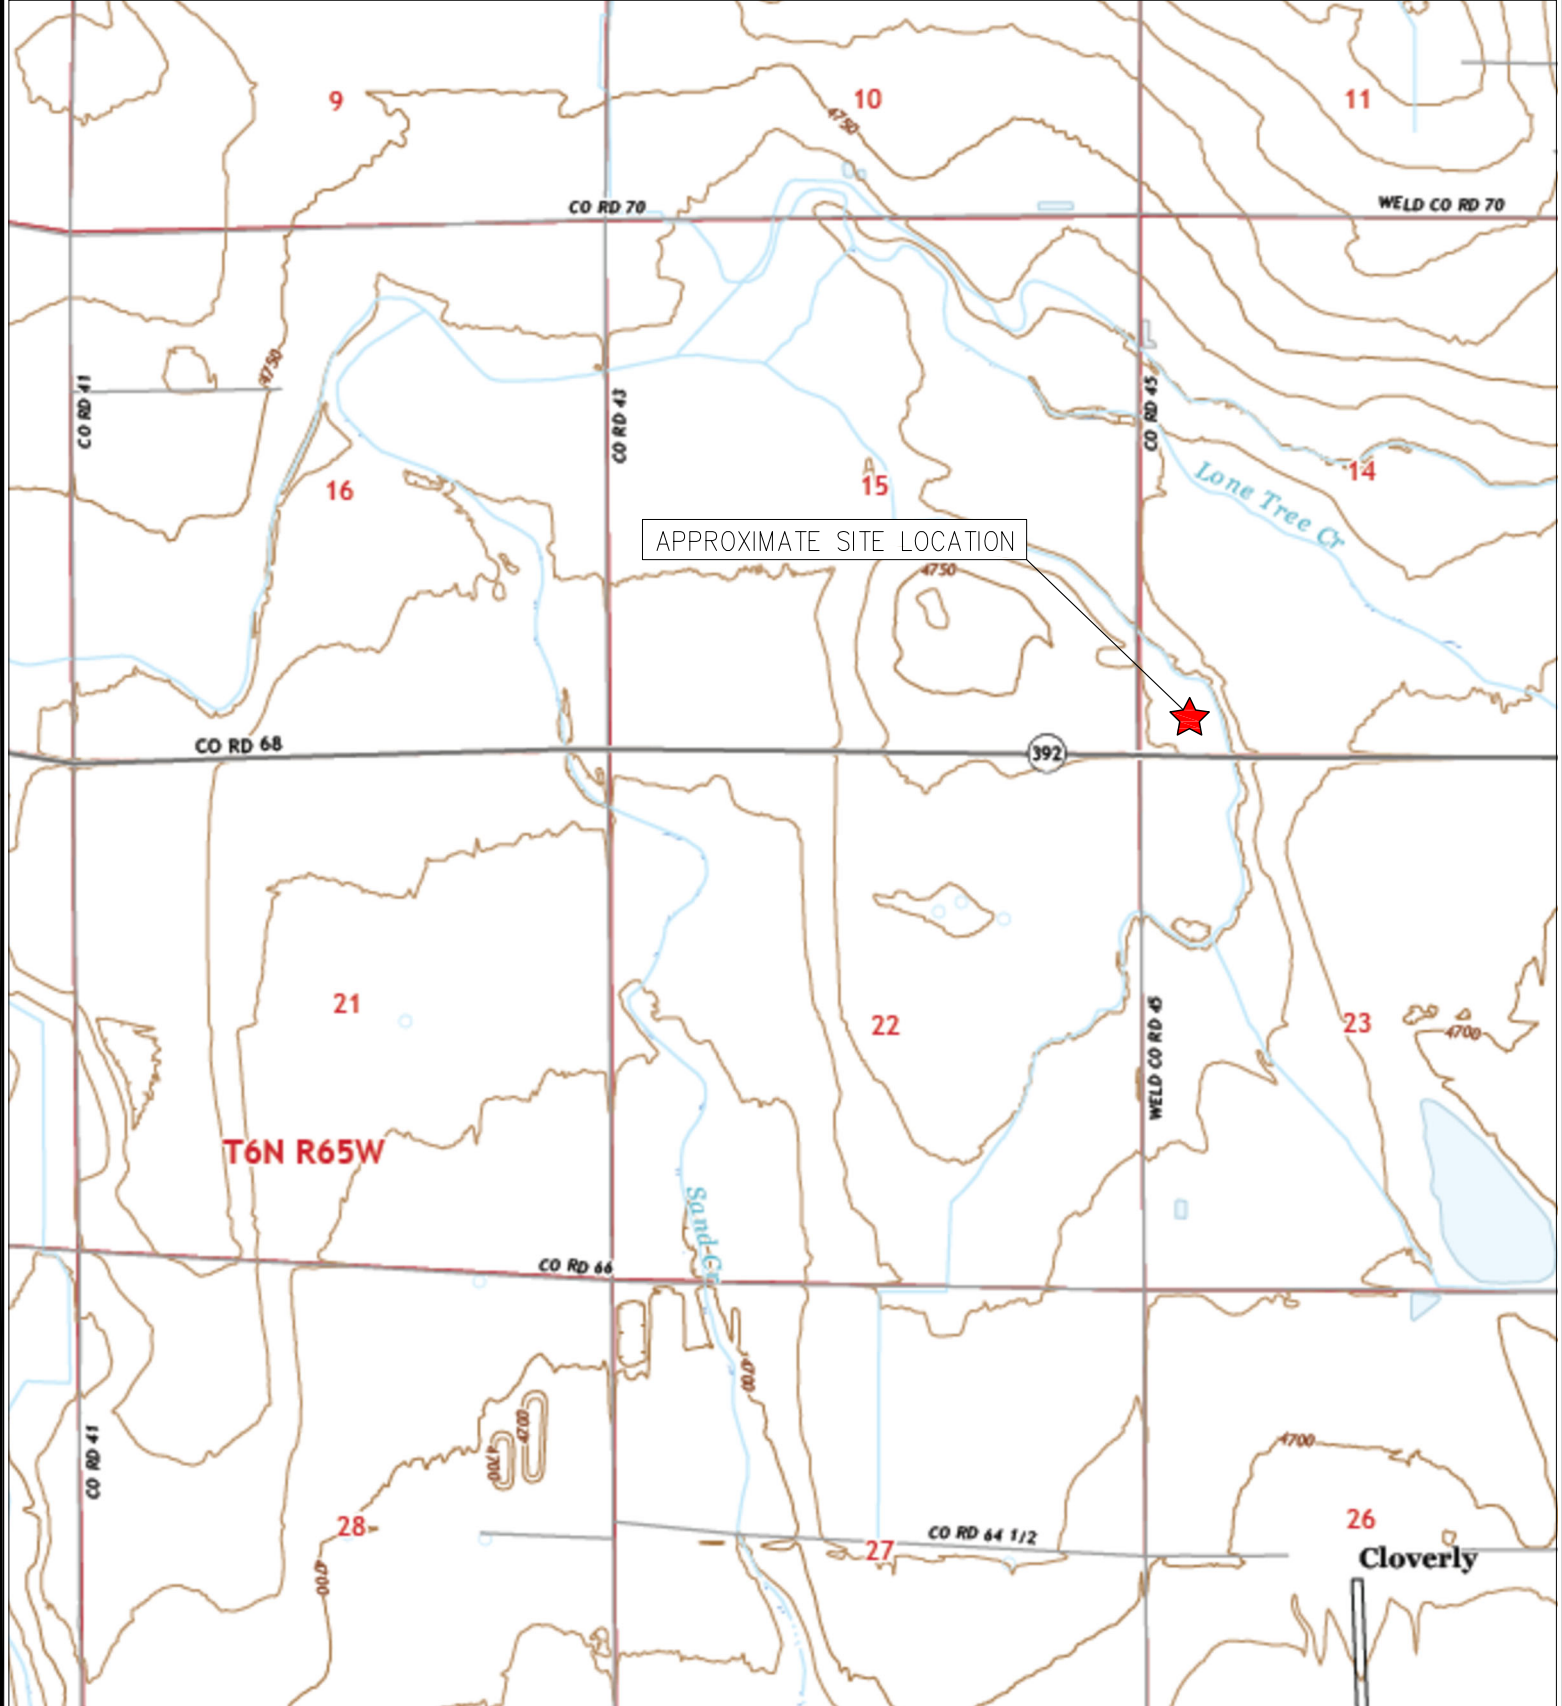 9
10
11
4750
CO RD 70
WELD CO RD 70
4750
CO RD 41
CO RD 43
CO RD 45
16
15
14
Lone Tree Cr
APPROXIMATE SITE LOCATION
4750
CO RD 68
392
21
22
23
4700
WELD CO RD 45
T6N R65W
Sand Cr
CO RD 66
4700
4700
4700
4700
CO RD 41
28
27
26
CO RD 64 1/2
Cloverly
4700